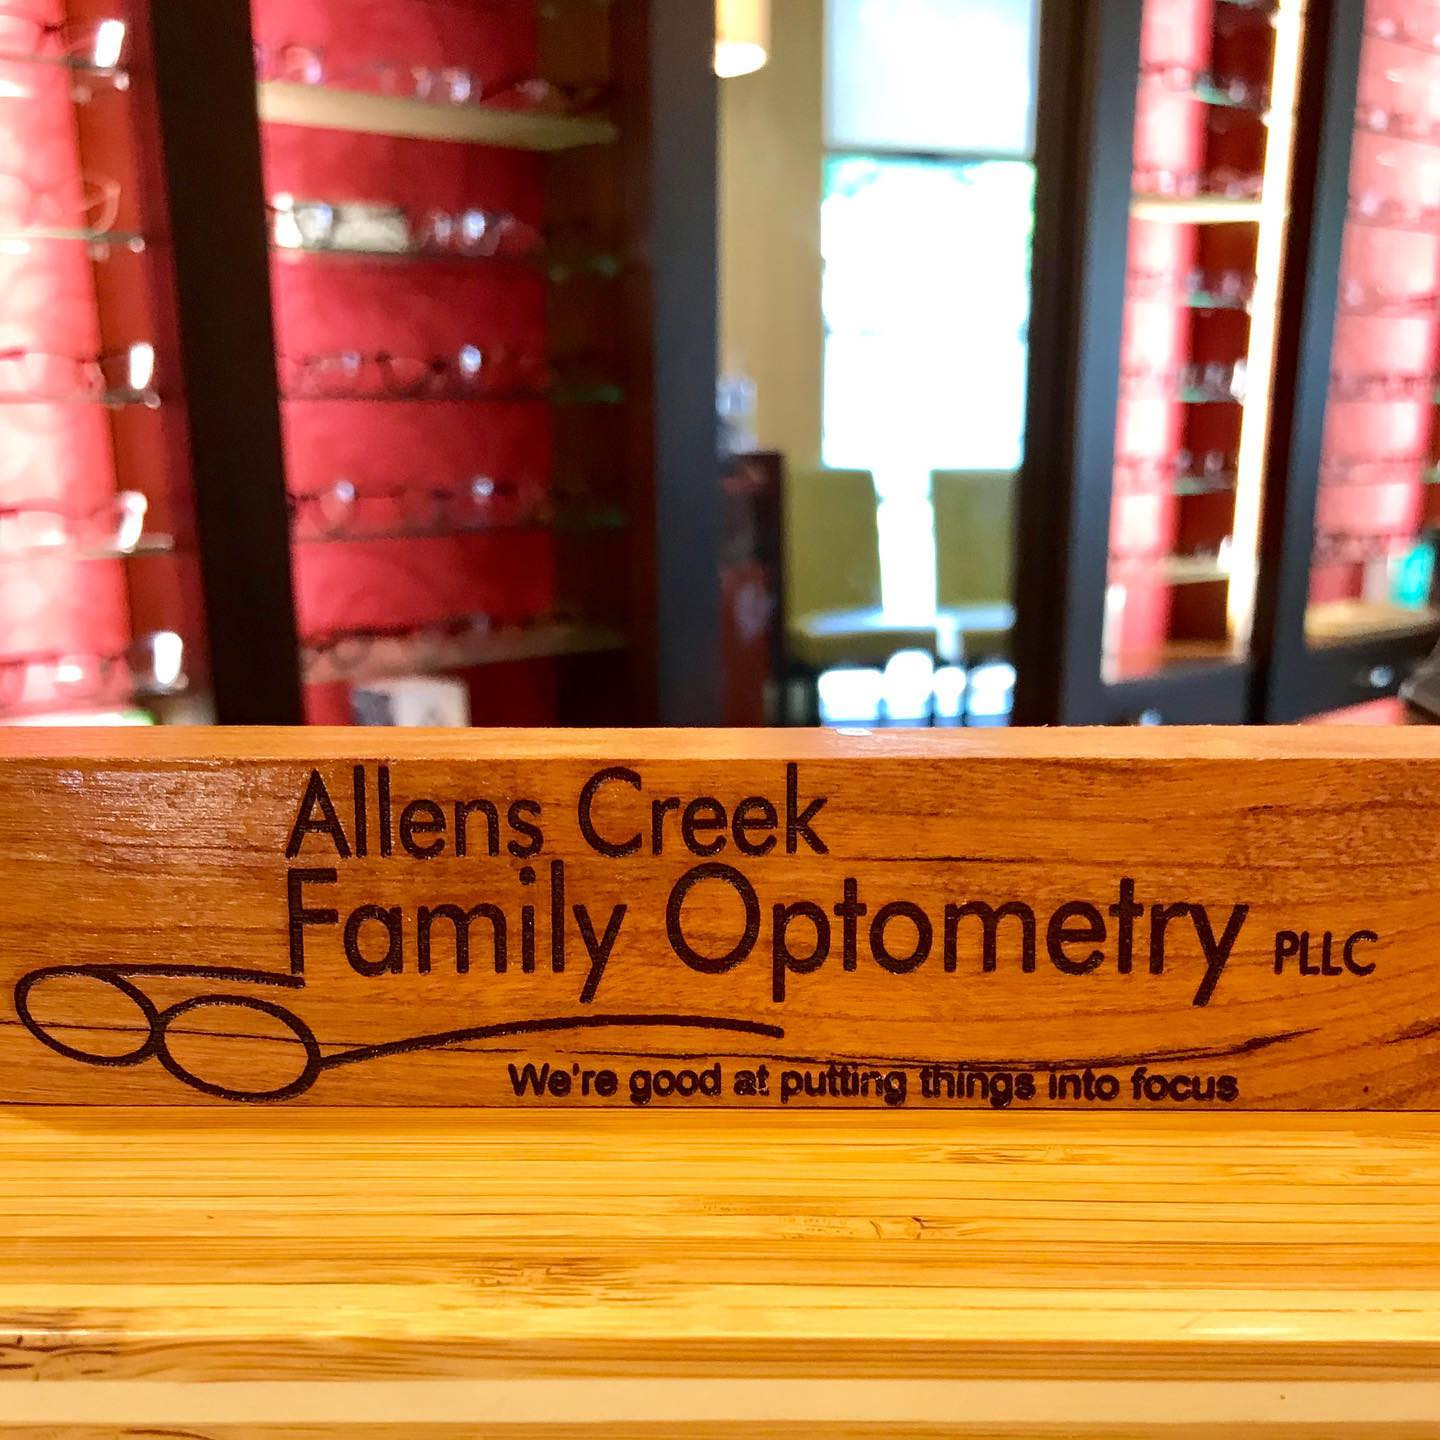 Allens Creek
Family Optometry PLLC
We're good at putting things into focus